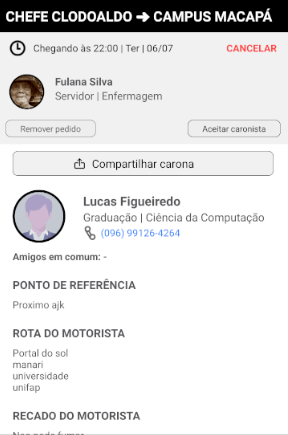 CHEFE CLODOALDO ➔ CAMPUS MACAPÁ
Chegando às 22:00 | Ter | 06/07 CANCELAR
Fulana Silva
Servidor | Enfermagem
Remover pedido Aceitar caronista
Compartilhar carona
Lucas Figueiredo
Graduação | Ciência da Computação
(096) 99126-4264
Amigos em comum: -
PONTO DE REFERÊNCIA
Proximo ajk
ROTA DO MOTORISTA
Portal do sol
manari
universidade
unifap
RECADO DO MOTORISTA